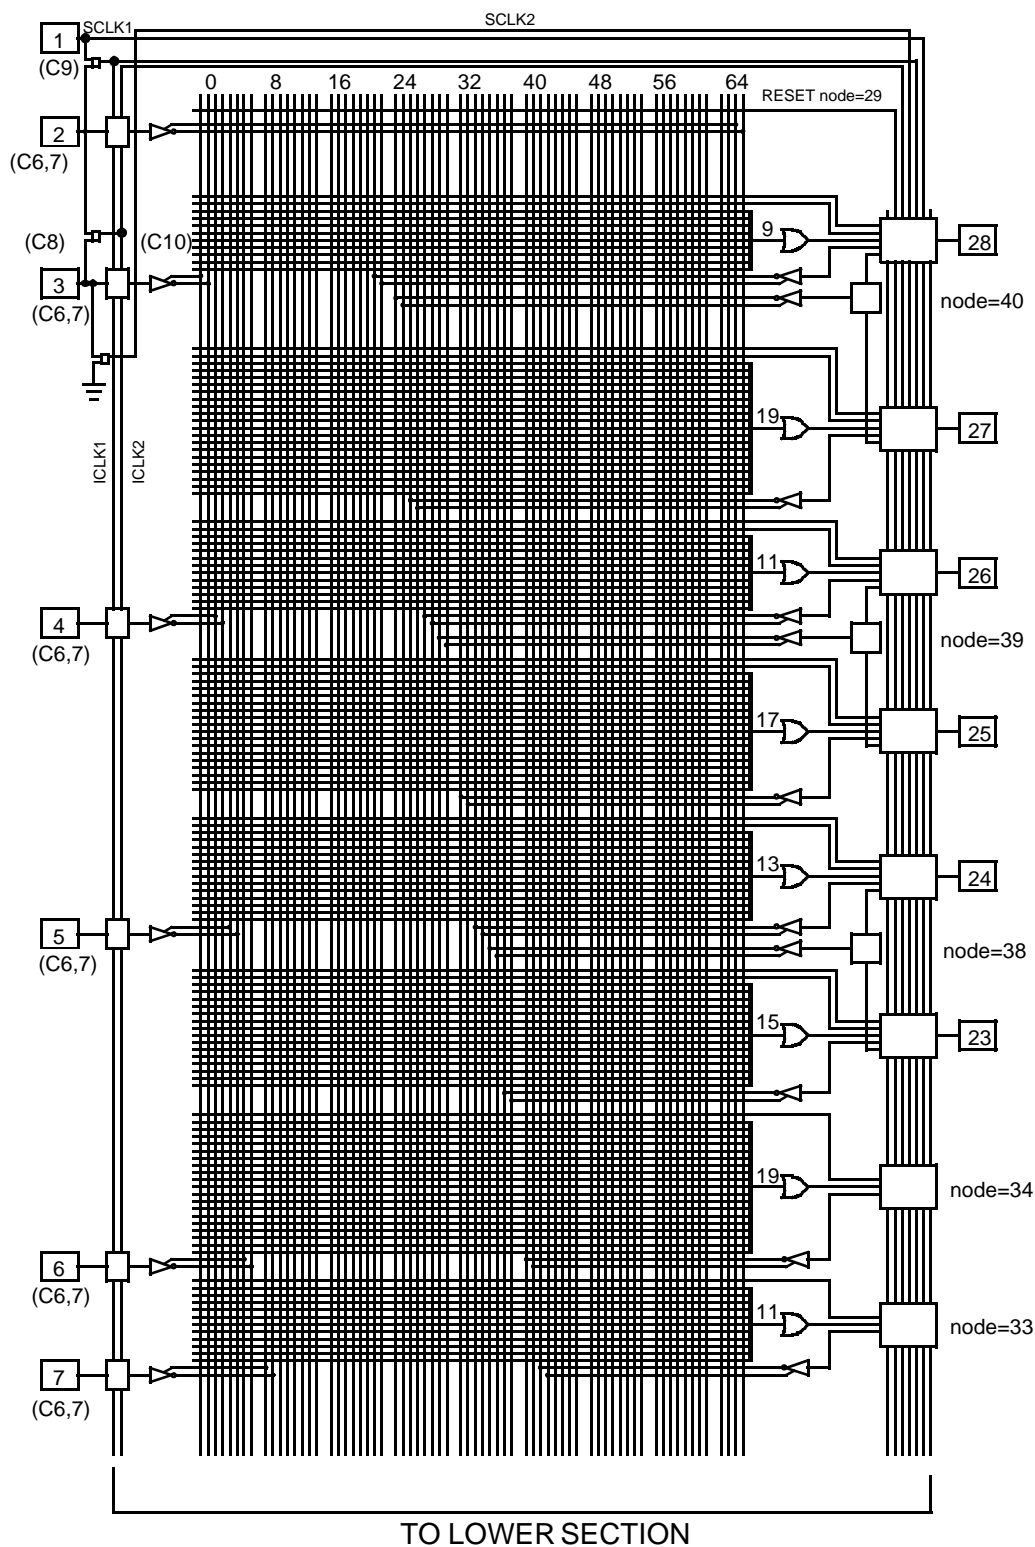 SCLK1
SCLK2
1
(C9)
0 8 16 24 32 40 48 56 64
RESET node=29
2
(C6,7)
9
28
(C8)
(C10)
3
(C6,7)
node=40
19
27
ICLK1
ICLK2
11
26
4
(C6,7)
node=39
17
25
13
24
5
(C6,7)
node=38
15
23
19
node=34
6
(C6,7)
11
node=33
7
(C6,7)
TO LOWER SECTION